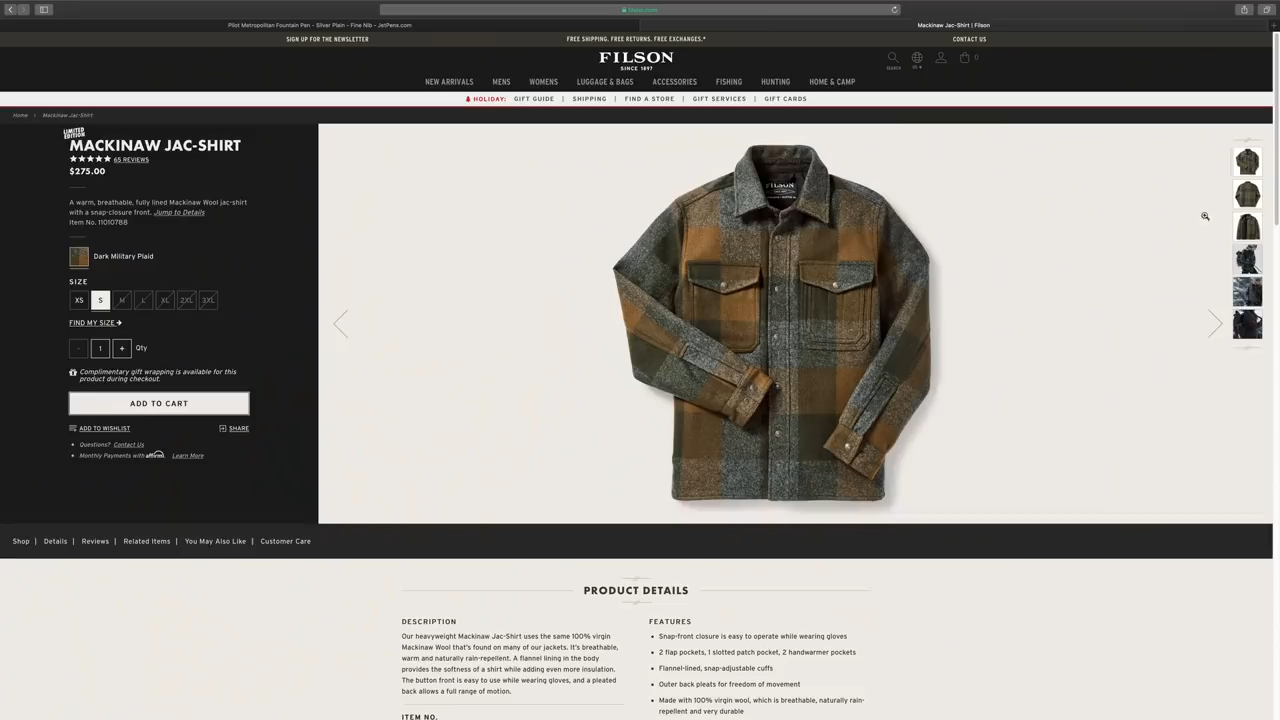 filson.com
Pilot Metropolitan Fountain Pen - Silver Plain - Fine Nib - JetPens.com
Mackinaw Jac-Shirt | Filson
SIGN UP FOR THE NEWSLETTER
FREE SHIPPING. FREE RETURNS. FREE EXCHANGES.*
CONTACT US
FILSON
SINCE 1897
SEARCH
US
0
NEW ARRIVALS MENS WOMENS LUGGAGE & BAGS ACCESSORIES FISHING HUNTING HOME & CAMP
HOLIDAY: GIFT GUIDE | SHIPPING | FIND A STORE | GIFT SERVICES | GIFT CARDS
Home › Mackinaw Jac-Shirt
LIMITED
EDITION
MACKINAW JAC-SHIRT
65 REVIEWS
$275.00
A warm, breathable, fully lined Mackinaw Wool jac-shirt
with a snap-closure front. Jump to Details
Item No. 11010788
Dark Military Plaid
SIZE
XS S M L XL 2XL 3XL
FIND MY SIZE
- 1 + Qty
Complimentary gift wrapping is available for this
product during checkout.
ADD TO CART
ADD TO WISHLIST
SHARE
• Questions? Contact Us
• Monthly Payments with affirm Learn More
FILSON
Shop | Details | Reviews | Related Items | You May Also Like | Customer Care
PRODUCT DETAILS
DESCRIPTION
Our heavyweight Mackinaw Jac-Shirt uses the same 100% virgin
Mackinaw Wool that's found on many of our jackets. It's breathable,
warm and naturally rain-repellent. A flannel lining in the body
provides the softness of a shirt while adding even more insulation.
The button front is easy to use while wearing gloves, and a pleated
back allows a full range of motion.
ITEM NO.
FEATURES
• Snap-front closure is easy to operate while wearing gloves
• 2 flap pockets, 1 slotted patch pocket, 2 handwarmer pockets
• Flannel-lined, snap-adjustable cuffs
• Outer back pleats for freedom of movement
• Made with 100% virgin wool, which is breathable, naturally rain-
repellent and very durable